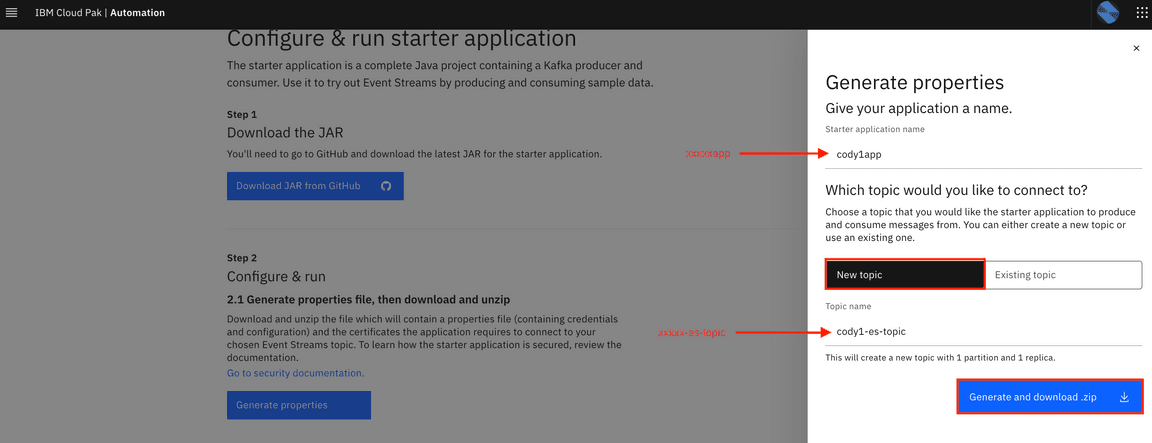 IBM Cloud Pak | Automation
Configure & run starter application
The starter application is a complete Java project containing a Kafka producer and
consumer. Use it to try out Event Streams by producing and consuming sample data.
Step 1
Download the JAR
You'll need to go to GitHub and download the latest JAR for the starter application.
Download JAR from GitHub
Step 2
Configure & run
2.1 Generate properties file, then download and unzip
Download and unzip the file which will contain a properties file (containing credentials
and configuration) and the certificates the application requires to connect to your
chosen Event Streams topic. To learn how the starter application is secured, review the
documentation.
Go to security documentation.
Generate properties
Generate properties
Give your application a name.
Starter application name
xxxxxapp
cody1app
Which topic would you like to connect to?
Choose a topic that you would like the starter application to produce
and consume messages from. You can either create a new topic or
use an existing one.
New topic
Existing topic
Topic name
xxxxx-es-topic
cody1-es-topic
This will create a new topic with 1 partition and 1 replica.
Generate and download .zip